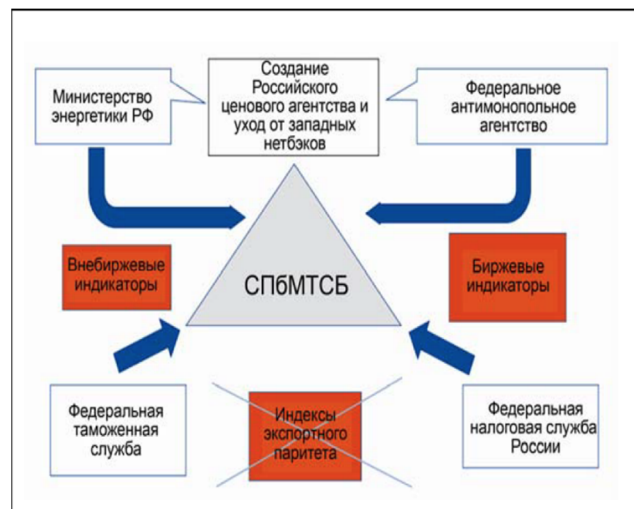 Создание
Российского
ценового агентства и
уход от западных
нетбэков
Министерство
энергетики РФ
Федеральное
антимонопольное
агентство
Внебиржевые
индикаторы
СПбМТСБ
Биржевые
индикаторы
Федеральная
таможенная
служба
Индексы
экспортного
паритета
Федеральная
налоговая служба
России